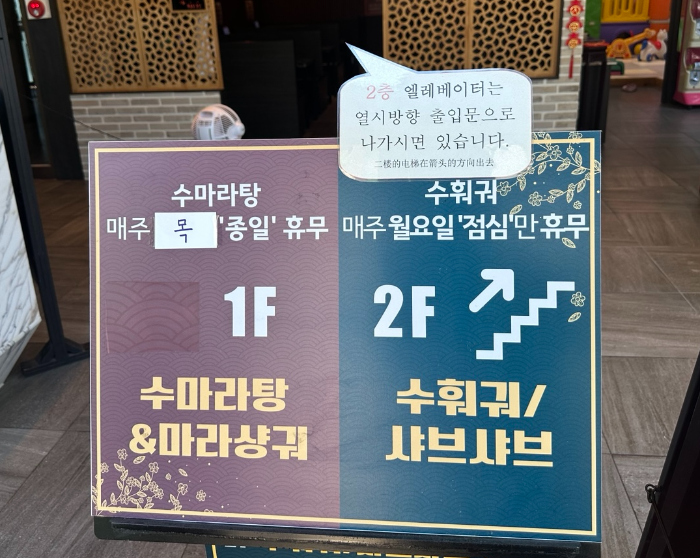 2층 엘레베이터는
열시방향 출입문으로
나가시면 있습니다.
二楼的电梯在箭头的方向出去
수마라탕
매주 목 '종일' 휴무
1F
수마라탕
&마라샹궈
수훠궈
매주 월요일 '점심'만 휴무
2F
수훠궈/
샤브샤브